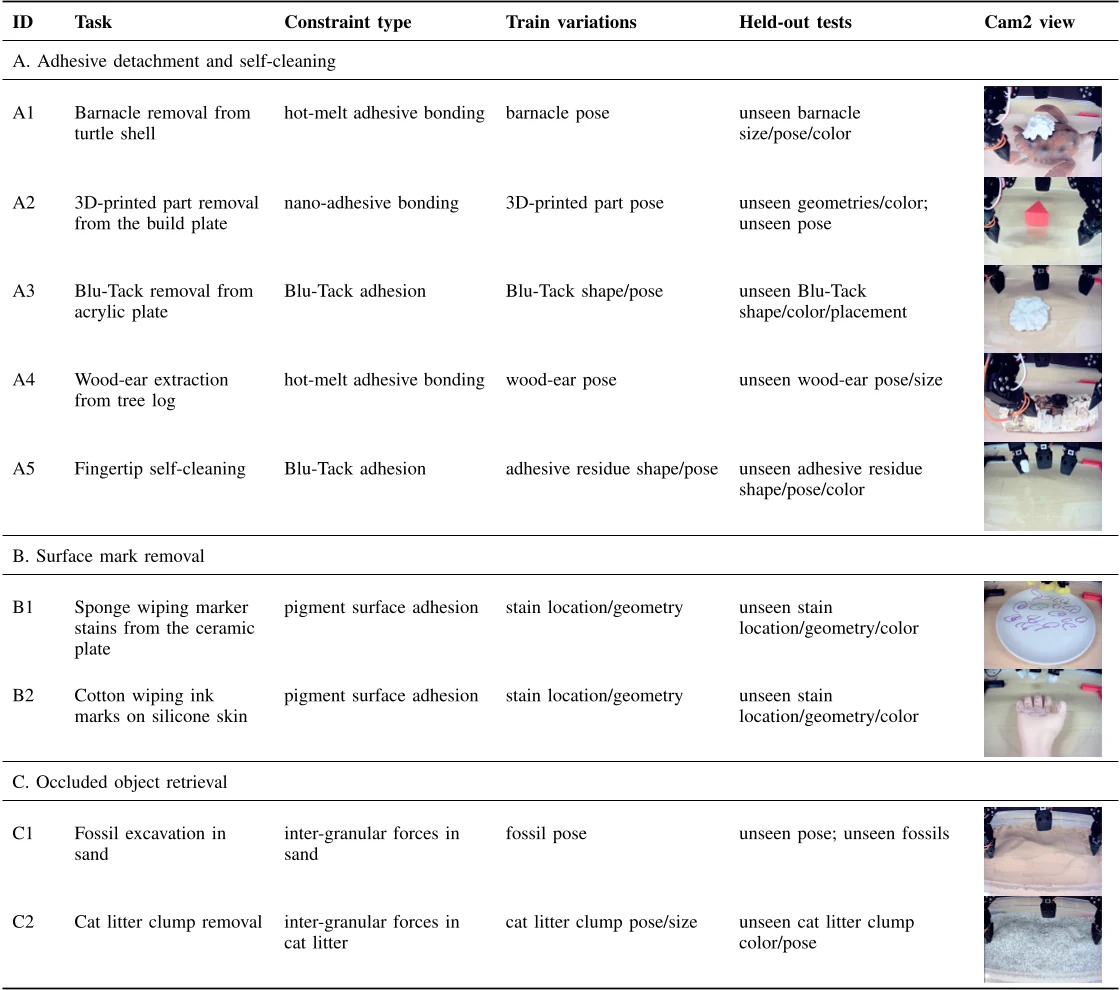 ID Task Constraint type Train variations Held-out tests Cam2 view
A. Adhesive detachment and self-cleaning
A1 Barnacle removal from hot-melt adhesive bonding barnacle pose unseen barnacle
turtle shell size/pose/color
A2 3D-printed part removal nano-adhesive bonding 3D-printed part pose unseen geometries/color;
from the build plate unseen pose
A3 Blu-Tack removal from Blu-Tack adhesion Blu-Tack shape/pose unseen Blu-Tack
acrylic plate shape/color/placement
A4 Wood-ear extraction hot-melt adhesive bonding wood-ear pose unseen wood-ear pose/size
from tree log
A5 Fingertip self-cleaning Blu-Tack adhesion adhesive residue shape/pose unseen adhesive residue
shape/pose/color
B. Surface mark removal
B1 Sponge wiping marker pigment surface adhesion stain location/geometry unseen stain
stains from the ceramic location/geometry/color
plate
B2 Cotton wiping ink pigment surface adhesion stain location/geometry unseen stain
marks on silicone skin location/geometry/color
C. Occluded object retrieval
C1 Fossil excavation in inter-granular forces in fossil pose unseen pose; unseen fossils
sand sand
C2 Cat litter clump removal inter-granular forces in cat litter clump pose/size unseen cat litter clump
cat litter color/pose